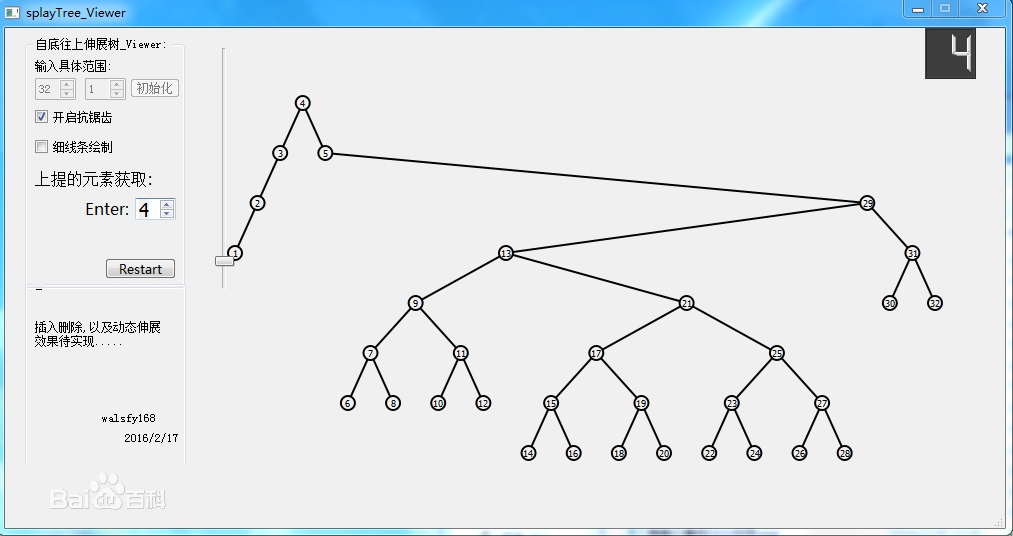 splayTree_Viewer
自底往上伸展树_Viewer:
输入具体范围:
32 1 初始化
开启抗锯齿
细线条绘制
上提的元素获取:
Enter: 4
Restart
插入删除,以及动态伸展
效果待实现.....
walsfy168
2016/2/17
Bai百科
4
4
3 5
2 29
1 13 31
9 21 30 32
7 11 17 25
6 8 10 12 15 19 23 27
14 16 18 20 22 24 26 28